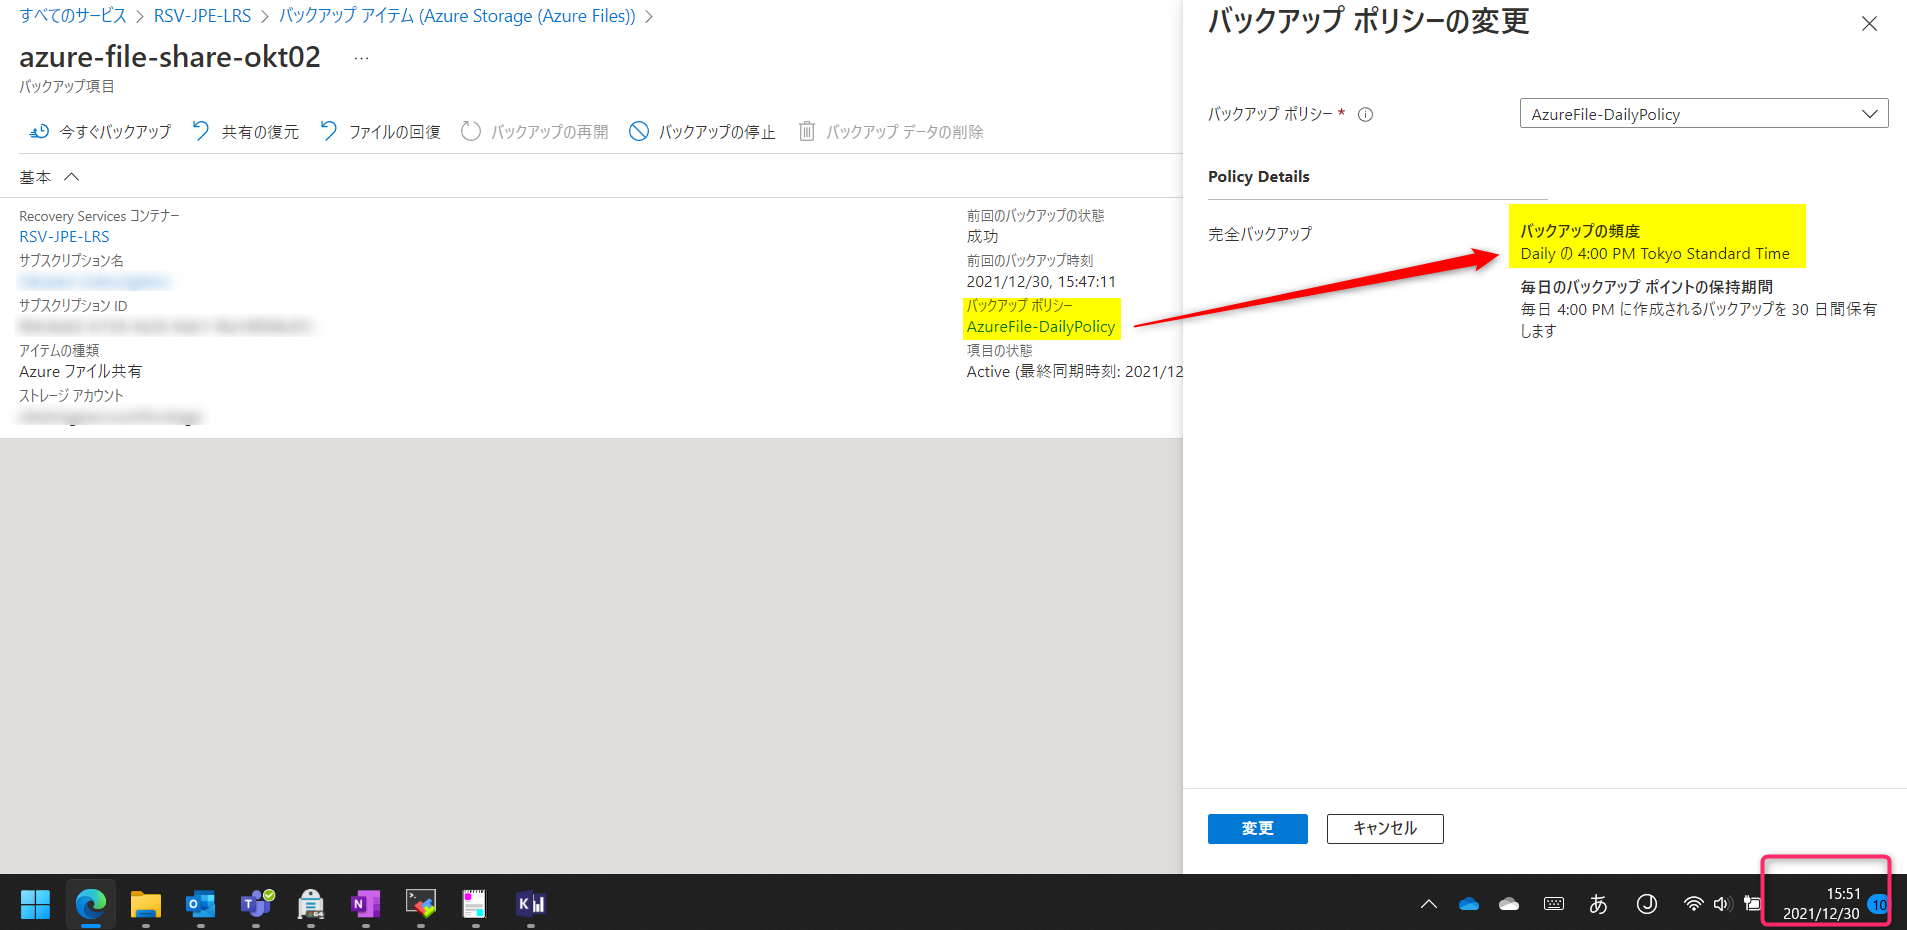 すべてのサービス > RSV-JPE-LRS > バックアップ アイテム (Azure Storage (Azure Files)) >
azure-file-share-okt02 ...
バックアップ項目
今すぐバックアップ 共有の復元 ファイルの回復 バックアップの再開 バックアップの停止 バックアップ データの削除
基本
Recovery Services コンテナー
RSV-JPE-LRS
サブスクリプション名
サブスクリプション ID
アイテムの種類
Azure ファイル共有
ストレージ アカウント
前回のバックアップの状態
成功
前回のバックアップ時刻
2021/12/30, 15:47:11
バックアップ ポリシー
AzureFile-DailyPolicy
項目の状態
Active (最終同期時刻: 2021/12
バックアップ ポリシーの変更
バックアップ ポリシー * AzureFile-DailyPolicy
Policy Details
完全バックアップ
バックアップの頻度
Daily の 4:00 PM Tokyo Standard Time
毎日のバックアップ ポイントの保持期間
毎日 4:00 PM に作成されるバックアップを 30 日間保有
します
変更 キャンセル
あ
15:51
2021/12/30
10